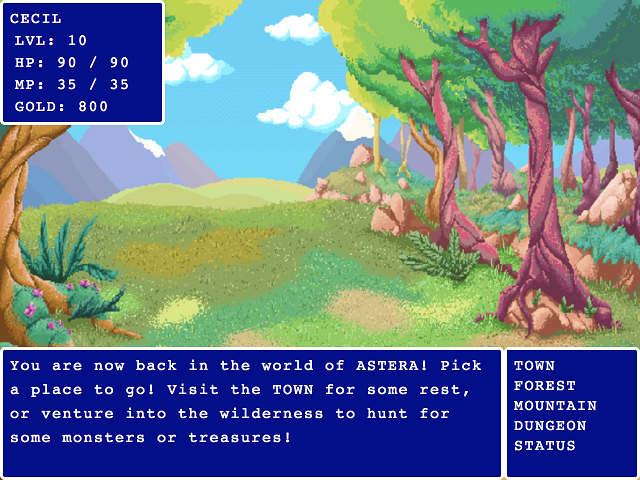 CECIL
LVL: 10
HP: 90 / 90
MP: 35 / 35
GOLD: 800
You are now back in the world of ASTERA! Pick
a place to go! Visit the TOWN for some rest,
or venture into the wilderness to hunt for
some monsters or treasures!
TOWN
FOREST
MOUNTAIN
DUNGEON
STATUS